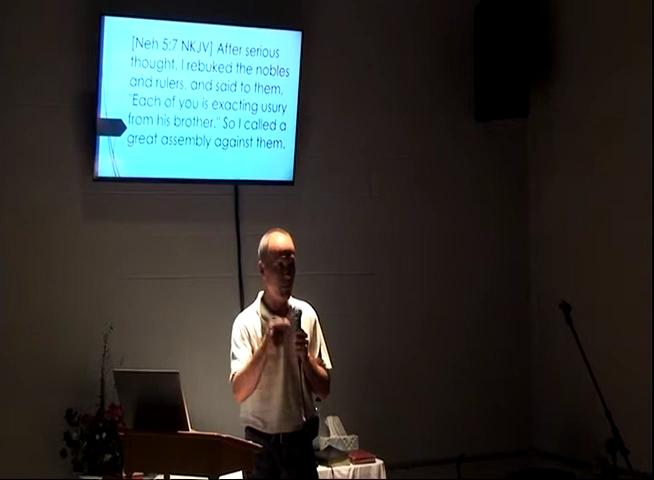 [Neh 5:7 NKJV] After serious
thought, I rebuked the nobles
and rulers, and said to them,
"Each of you is exacting usury
from his brother." So I called a
great assembly against them.